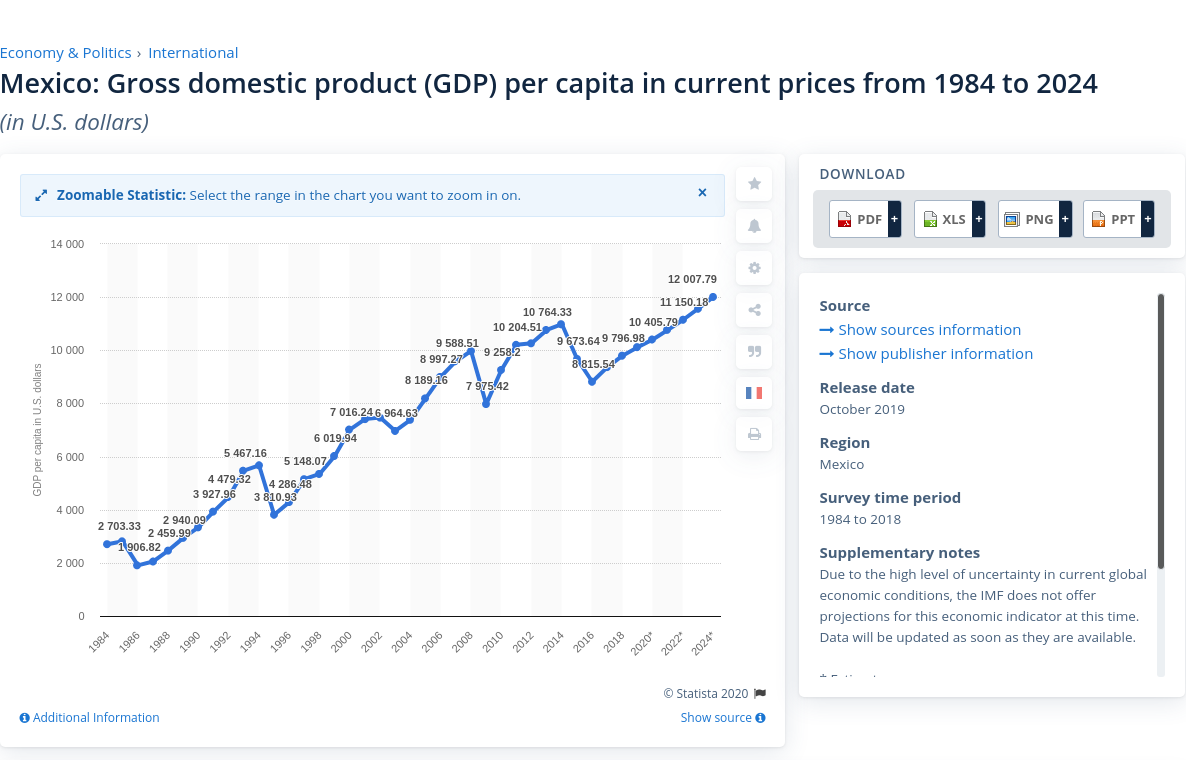 Economy & Politics › International
Mexico: Gross domestic product (GDP) per capita in current prices from 1984 to 2024
(in U.S. dollars)
Zoomable Statistic: Select the range in the chart you want to zoom in on.
×
GDP per capita in U.S. dollars
14 000
12 000
10 000
8 000
6 000
4 000
2 000
0
2 703.33
1 906.82
2 459.99
2 940.09
3 927.96
4 479.32
5 467.16
3 810.93
4 286.48
5 148.07
6 019.94
7 016.24
6 964.63
8 189.16
8 997.27
9 588.51
7 975.42
9 258.2
10 204.51
10 764.33
9 673.64
8 815.54
9 796.98
10 405.79
11 150.18
12 007.79
1984
1986
1988
1990
1992
1994
1996
1998
2000
2002
2004
2006
2008
2010
2012
2014
2016
2018
2020*
2022*
2024*
© Statista 2020
Additional Information
Show source
DOWNLOAD
PDF + XLS + PNG + PPT +
Source
Show sources information
Show publisher information
Release date
October 2019
Region
Mexico
Survey time period
1984 to 2018
Supplementary notes
Due to the high level of uncertainty in current global
economic conditions, the IMF does not offer
projections for this economic indicator at this time.
Data will be updated as soon as they are available.